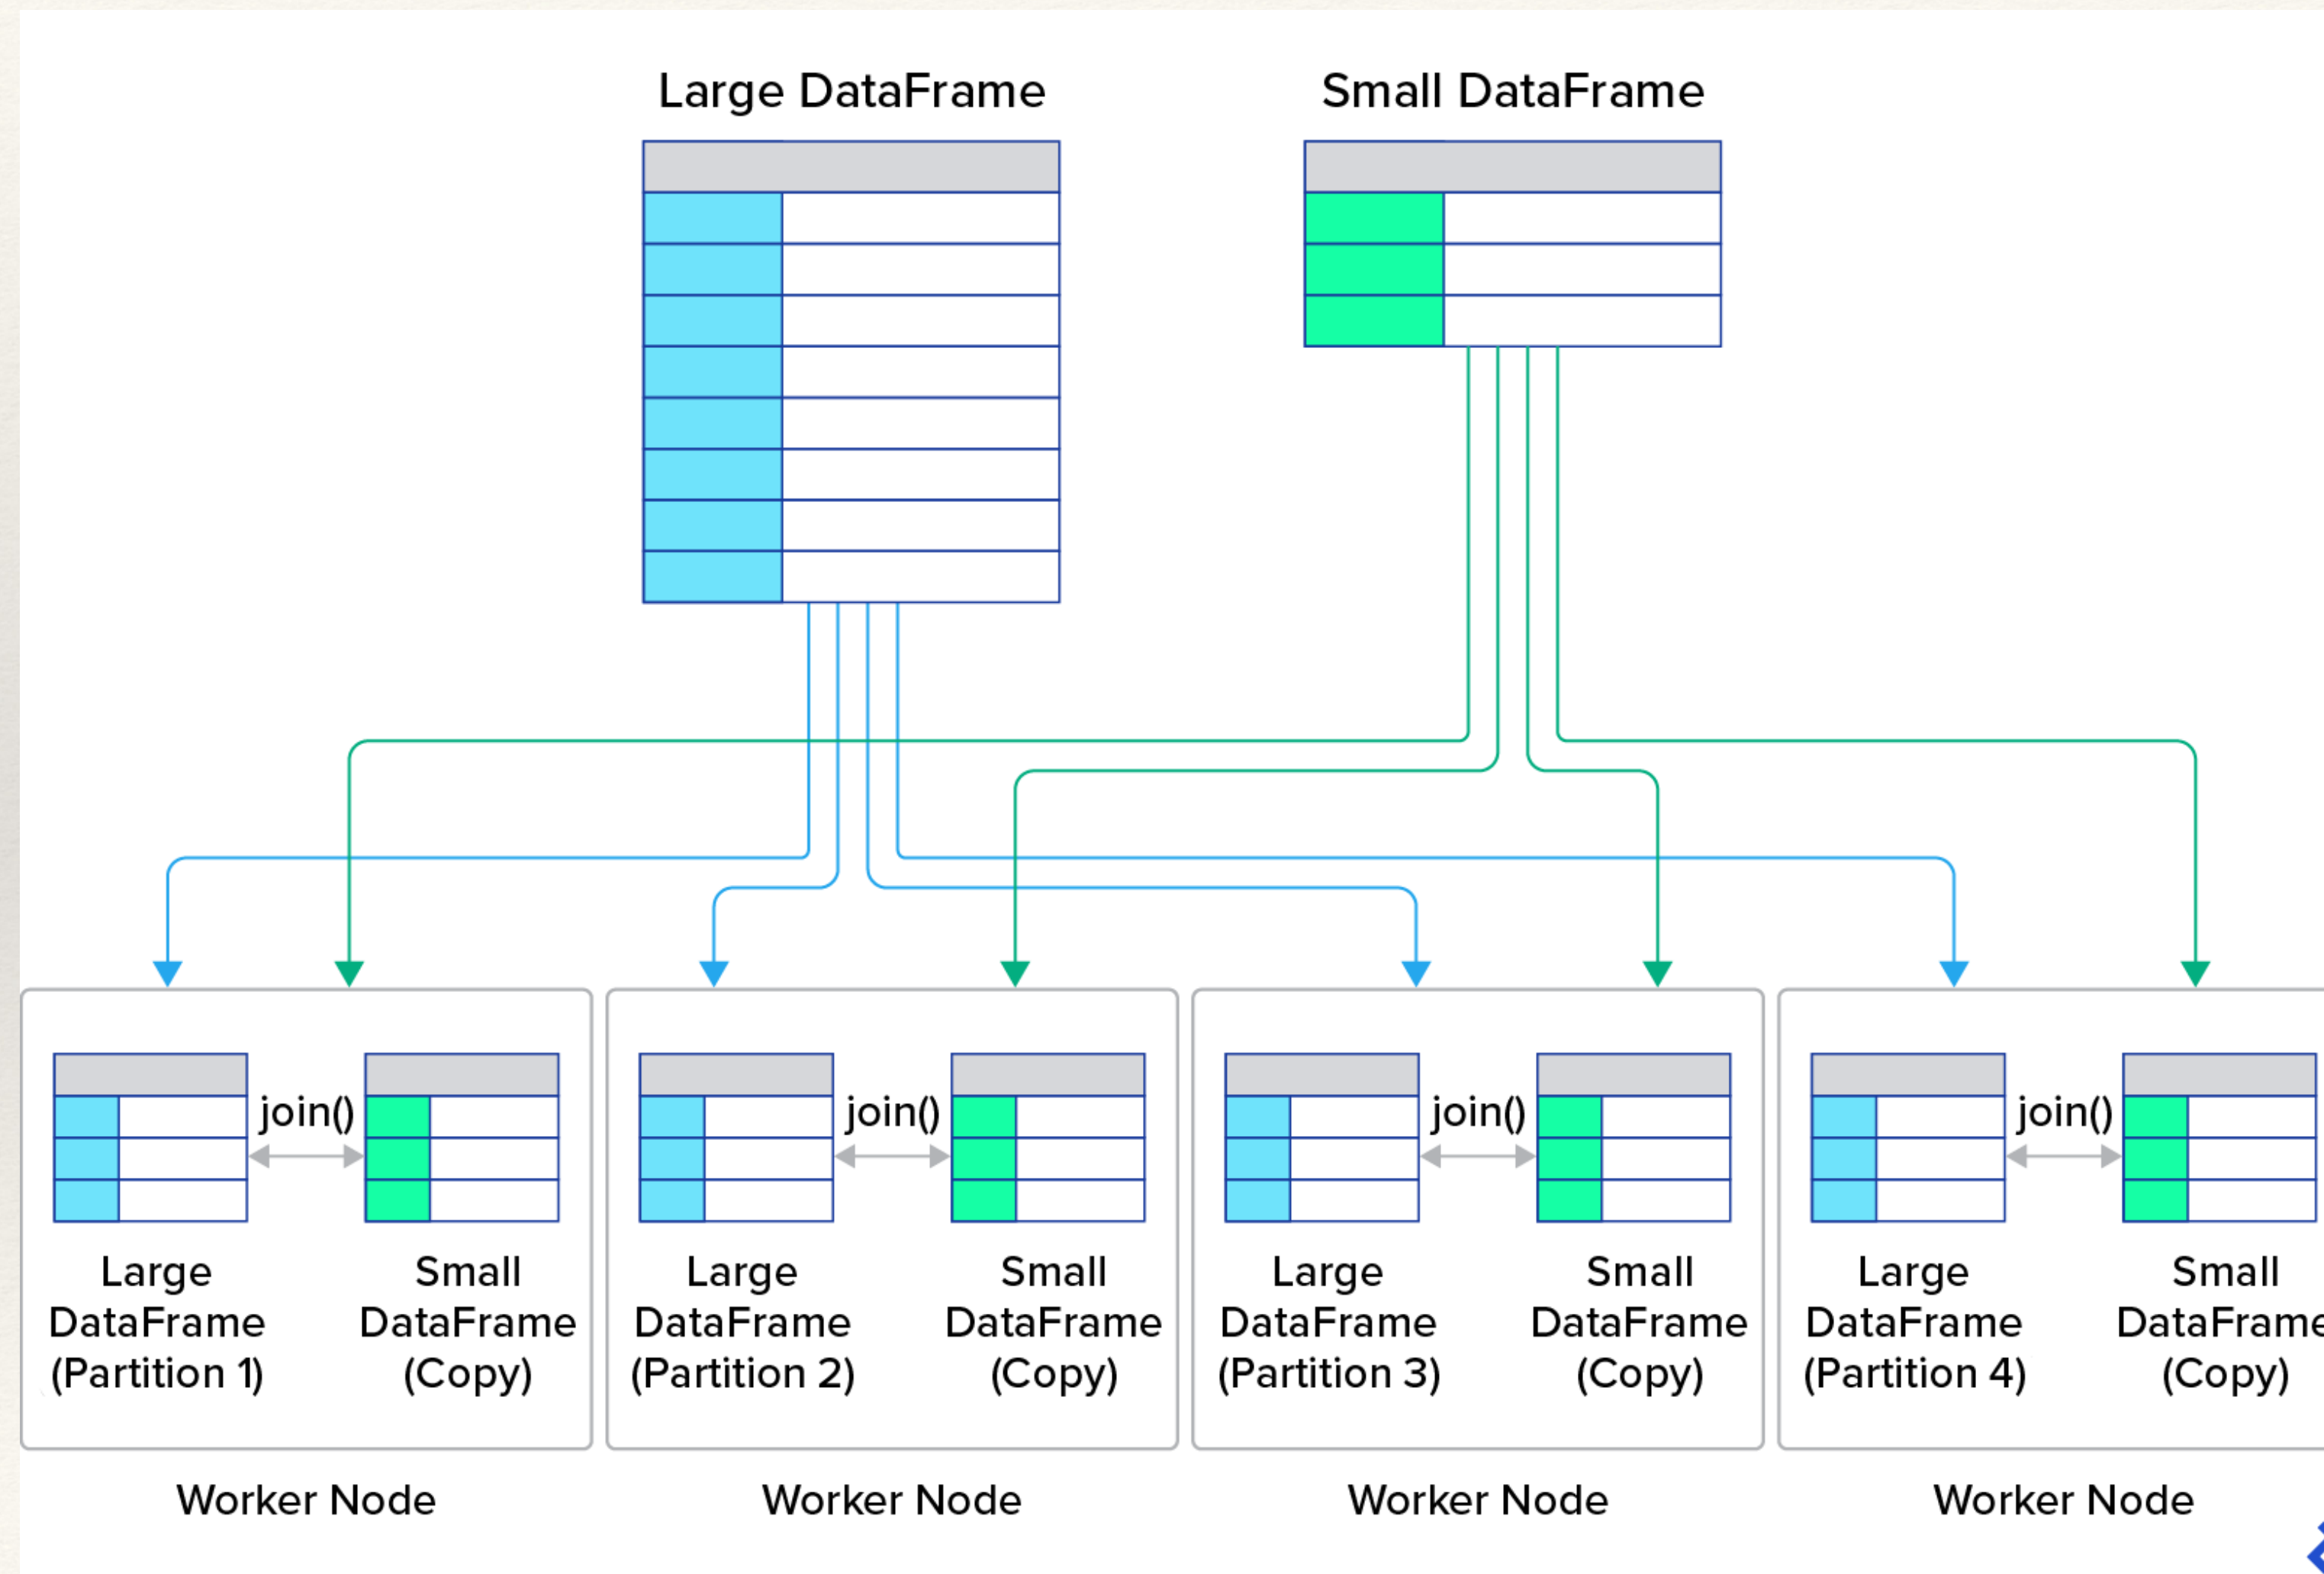 Large DataFrame
Small DataFrame
join()
Large
DataFrame
(Partition 1)
Small
DataFrame
(Copy)
join()
Large
DataFrame
(Partition 2)
Small
DataFrame
(Copy)
join()
Large
DataFrame
(Partition 3)
Small
DataFrame
(Copy)
join()
Large
DataFrame
(Partition 4)
Small
DataFrame
(Copy)
Worker Node
Worker Node
Worker Node
Worker Node